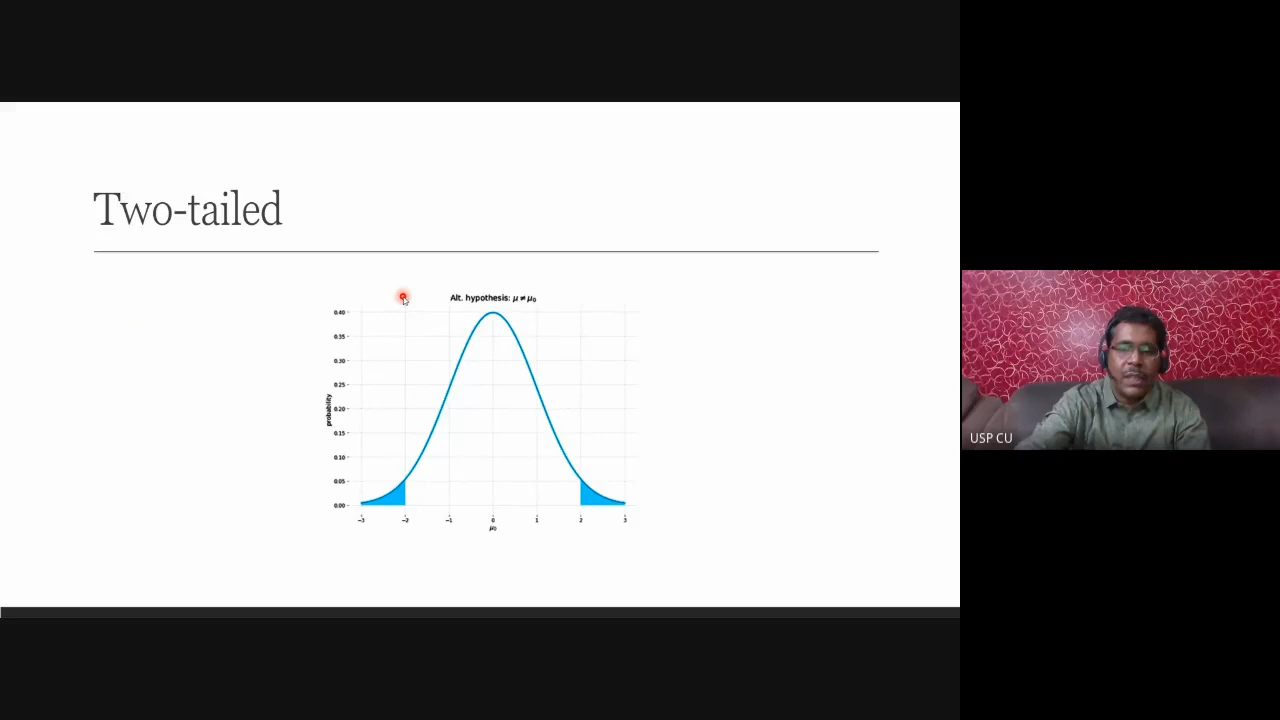 Two-tailed
Alt. hypothesis: μ ≠ μ₀
0.40
0.35
0.30
0.25
0.20
0.15
0.10
0.05
0.00
probability
−3 −2 −1 0 1 2 3
μ₀
USP CU